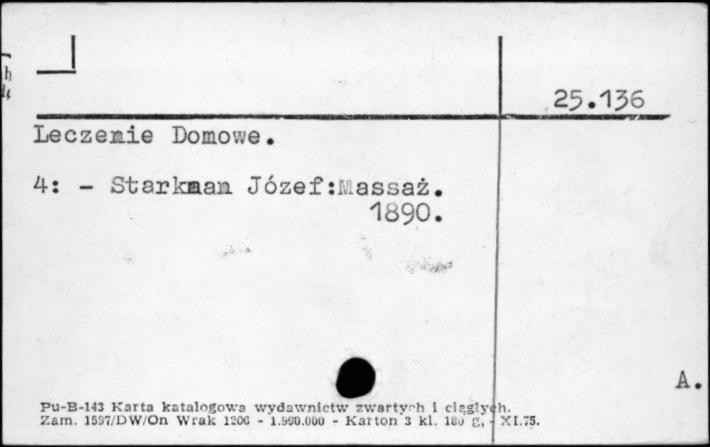 25.136
Leczenie Domowe.
4: - Starkman Józef:Massaż.
1890.
A.
Pu-B-143 Karta katalogowa wydawnictw zwartych i ciągłych.
Zam. 1597/DW/On Wrak 1206 - 1.990.000 - Karton 3 kl. 180 g, - XI.75.